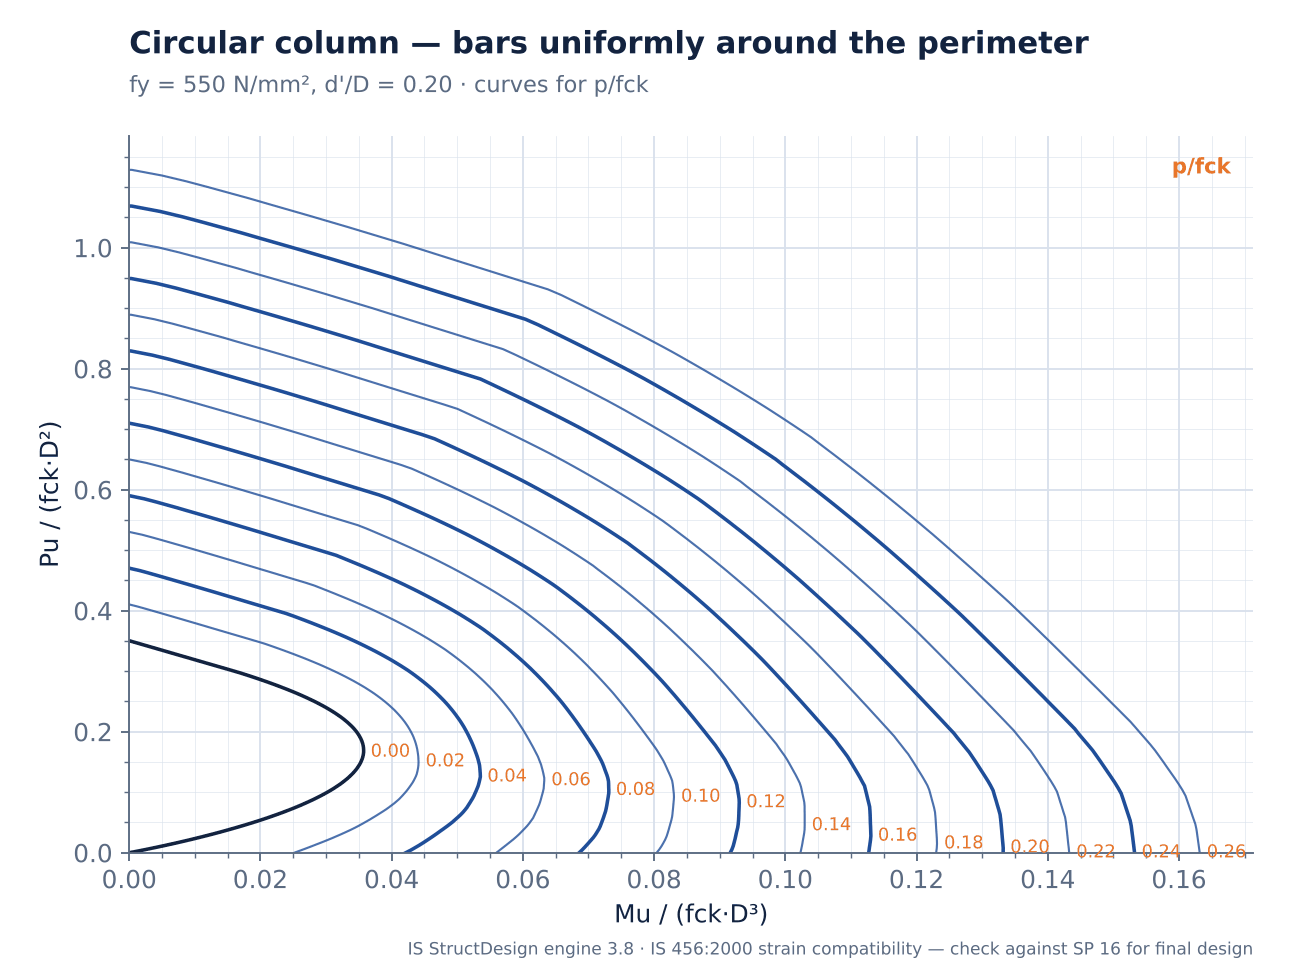 Circular column — bars uniformly around the perimeter
fy = 550 N/mm², d'/D = 0.20 · curves for p/fck
p/fck
1.0
0.8
0.6
0.4
0.2
0.0
Pu / (fck·D²)
0.00
0.02
0.04
0.06
0.08
0.10
0.12
0.14
0.16
0.18
0.20
0.22
0.24
0.26
0.00 0.02 0.04 0.06 0.08 0.10 0.12 0.14 0.16
Mu / (fck·D³)
IS StructDesign engine 3.8 · IS 456:2000 strain compatibility — check against SP 16 for final design